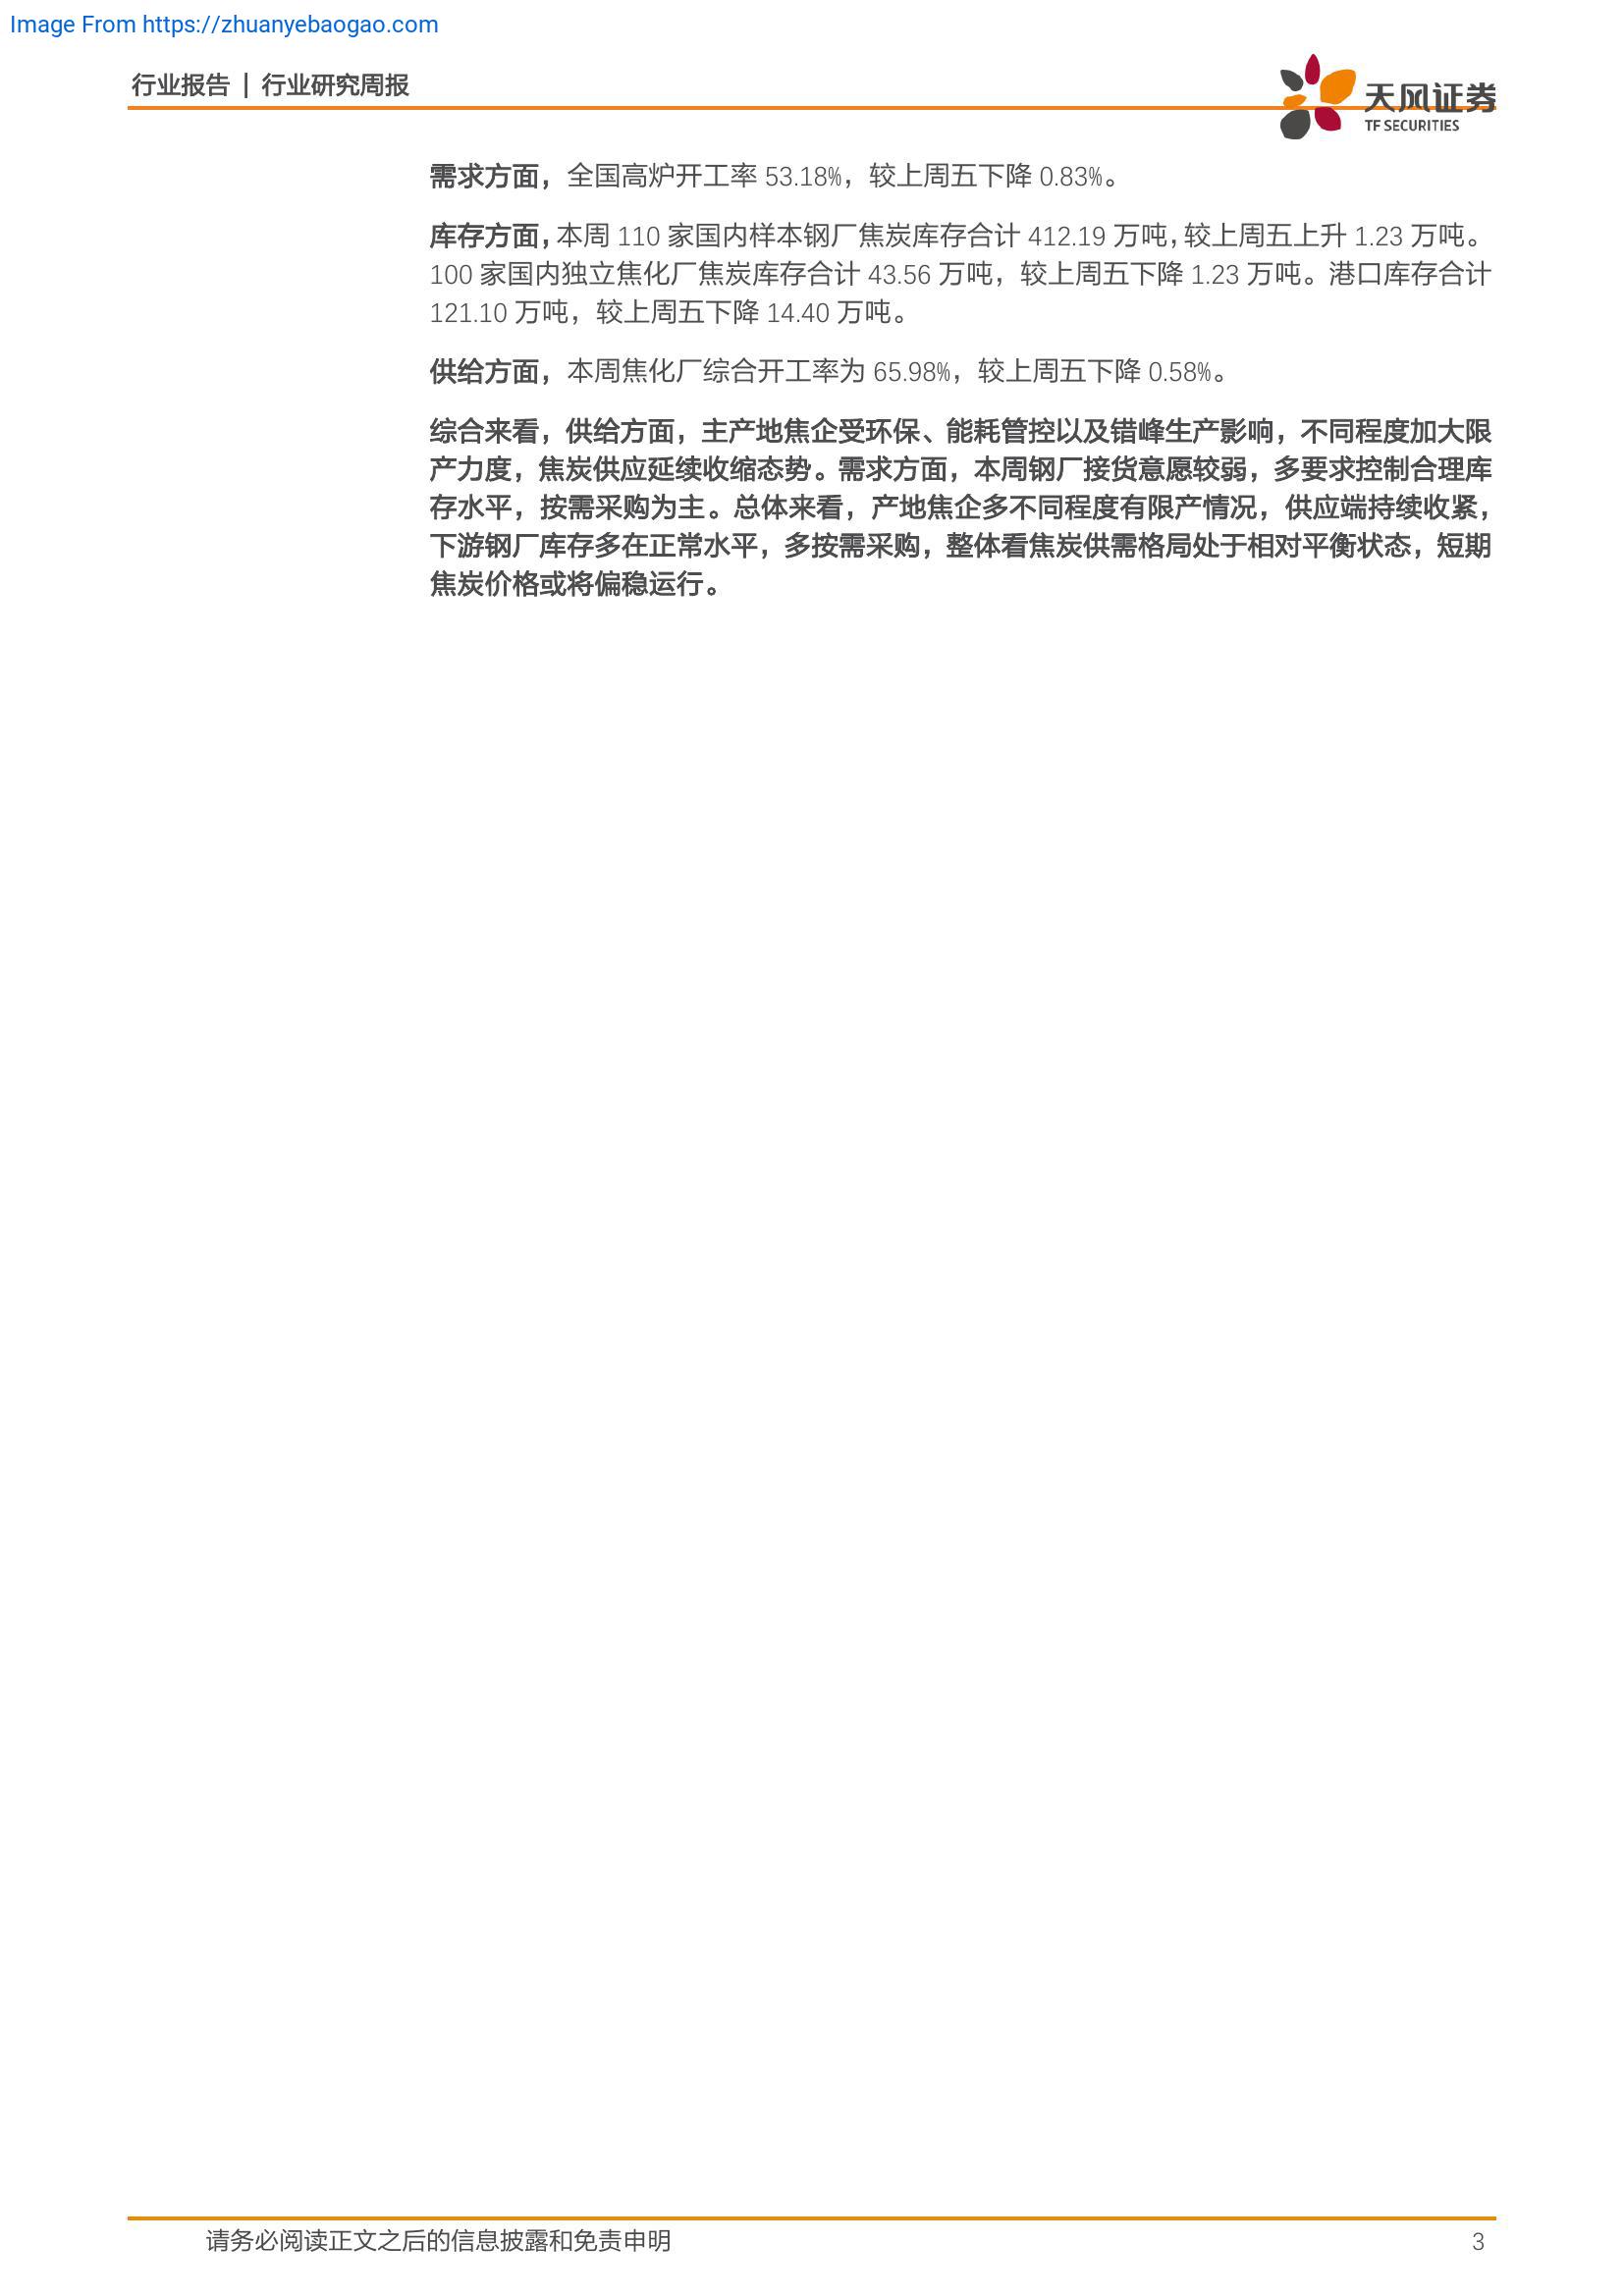 Image From https://zhuanyebaogao.com
行业报告 | 行业研究周报
天风证券
TF SECURITIES
需求方面，全国高炉开工率 53.18%，较上周五下降 0.83%。
库存方面，本周 110 家国内样本钢厂焦炭库存合计 412.19 万吨，较上周五上升 1.23 万吨。
100 家国内独立焦化厂焦炭库存合计 43.56 万吨，较上周五下降 1.23 万吨。港口库存合计
121.10 万吨，较上周五下降 14.40 万吨。
供给方面，本周焦化厂综合开工率为 65.98%，较上周五下降 0.58%。
综合来看，供给方面，主产地焦企受环保、能耗管控以及错峰生产影响，不同程度加大限
产力度，焦炭供应延续收缩态势。需求方面，本周钢厂接货意愿较弱，多要求控制合理库
存水平，按需采购为主。总体来看，产地焦企多不同程度有限产情况，供应端持续收紧，
下游钢厂库存多在正常水平，多按需采购，整体看焦炭供需格局处于相对平衡状态，短期
焦炭价格或将偏稳运行。
请务必阅读正文之后的信息披露和免责申明
3